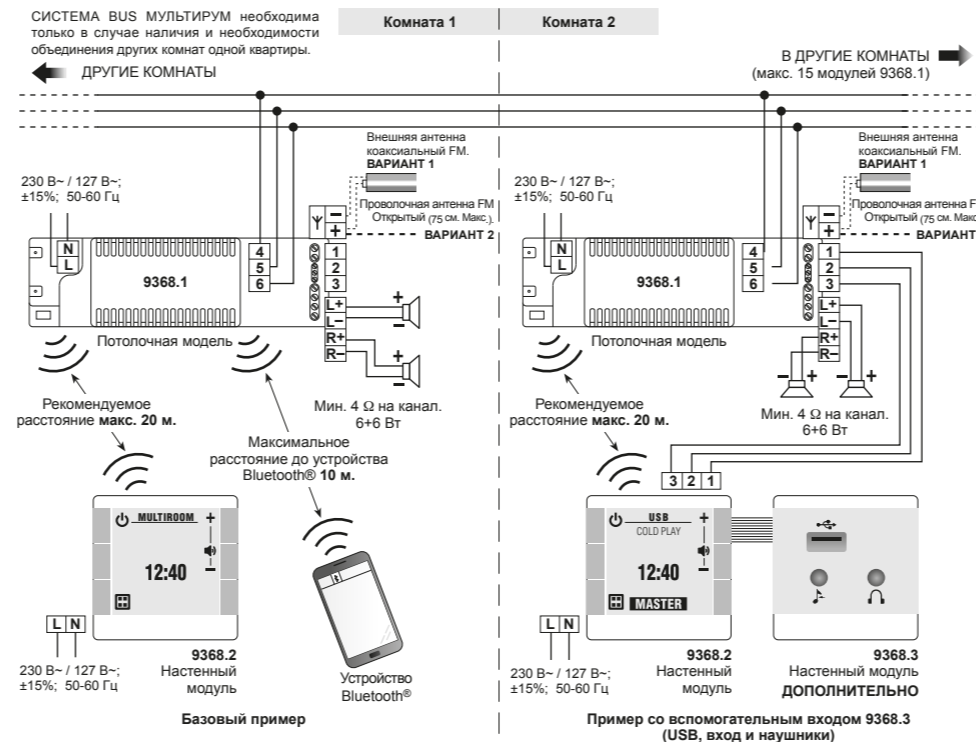 СИСТЕМА BUS МУЛЬТИРУМ необходима
только в случае наличия и необходимости
объединения других комнат одной квартиры.
ДРУГИЕ КОМНАТЫ
Комната 1
Комната 2
В ДРУГИЕ КОМНАТЫ
(макс. 15 модулей 9368.1)
230 В~ / 127 В~;
±15%; 50-60 Гц
Внешняя антенна
коаксиальный FM.
ВАРИАНТ 1
Проволочная антенна FM
Открытый (75 см. Макс.).
ВАРИАНТ 2
N
L
9368.1
4
5
6
−
+
1
2
3
L+
L−
R+
R−
+
−
+
−
Потолочная модель
Мин. 4 Ω на канал.
6+6 Вт
Рекомендуемое
расстояние макс. 20 м.
Максимальное
расстояние до устройства
Bluetooth® 10 м.
MULTIROOM
+
−
12:40
L N
230 В~ / 127 В~;
±15%; 50-60 Гц
9368.2
Настенный
модуль
Устройство
Bluetooth®
Базовый пример
230 В~ / 127 В~;
±15%; 50-60 Гц
Внешняя антенна
коаксиальный FM.
ВАРИАНТ 1
Проволочная антенна F
Открытый (75 см. Макс
ВАРИАНТ
N
L
9368.1
4
5
6
−
+
1
2
3
L+
L−
R+
R−
Потолочная модель
− + − +
Мин. 4 Ω на канал.
6+6 Вт
Рекомендуемое
расстояние макс. 20 м.
3 2 1
USB
COLD PLAY
+
−
12:40
MASTER
L N
230 В~ / 127 В~;
±15%; 50-60 Гц
9368.2
Настенный
модуль
9368.3
Настенный модуль
ДОПОЛНИТЕЛЬНО
Пример со вспомогательным входом 9368.3
(USB, вход и наушники)